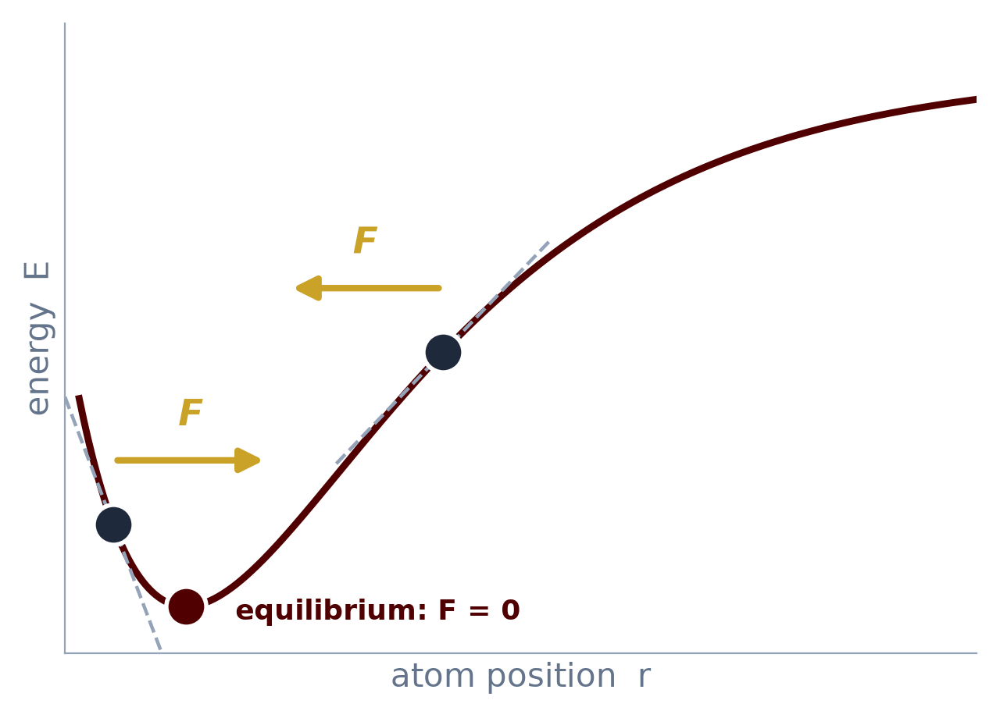 F
F
energy  E
equilibrium: F = 0
atom position  r